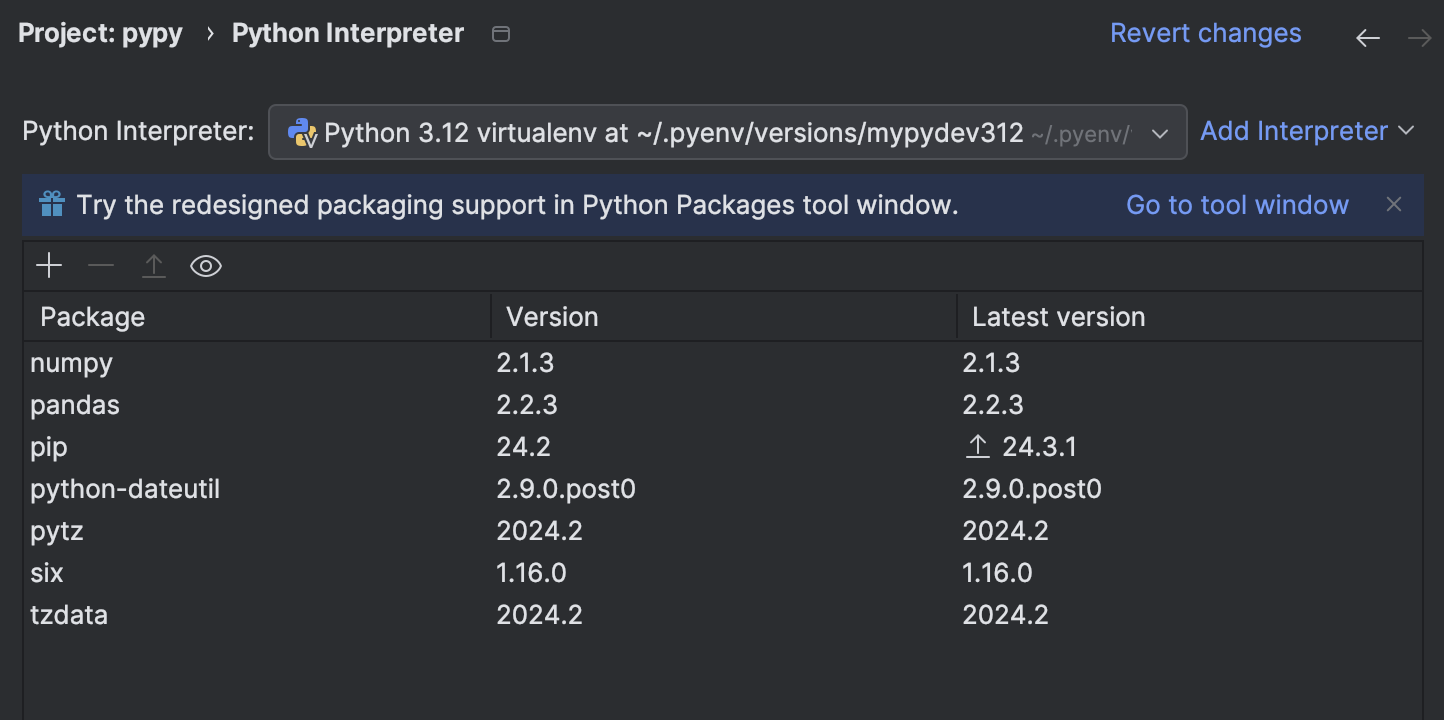 Project: pypy › Python Interpreter Revert changes
Python Interpreter: Python 3.12 virtualenv at ~/.pyenv/versions/mypydev312 ~/.pyenv/ Add Interpreter
Try the redesigned packaging support in Python Packages tool window. Go to tool window
Package Version Latest version
numpy 2.1.3 2.1.3
pandas 2.2.3 2.2.3
pip 24.2 24.3.1
python-dateutil 2.9.0.post0 2.9.0.post0
pytz 2024.2 2024.2
six 1.16.0 1.16.0
tzdata 2024.2 2024.2